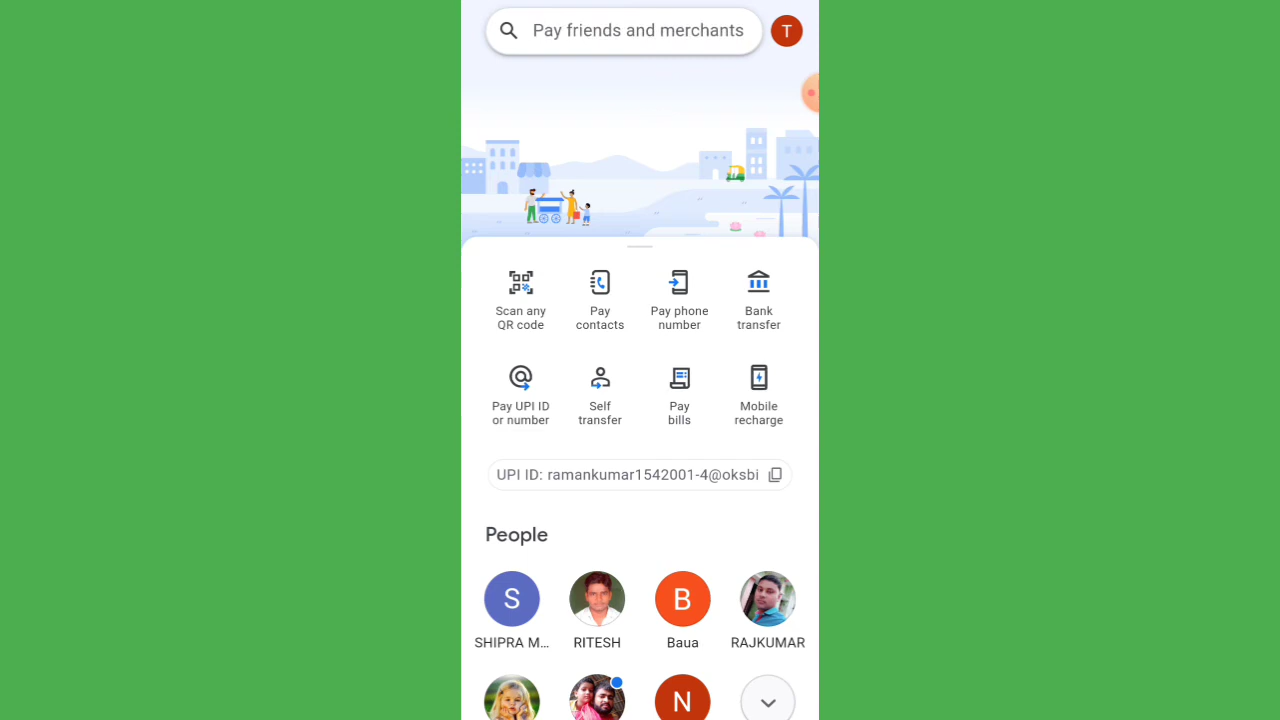 Pay friends and merchants
T
Scan any
QR code
Pay
contacts
Pay phone
number
Bank
transfer
Pay UPI ID
or number
Self
transfer
Pay
bills
Mobile
recharge
UPI ID: ramankumar1542001-4@oksbi
People
S
B
SHIPRA M...
RITESH
Baua
RAJKUMAR
N